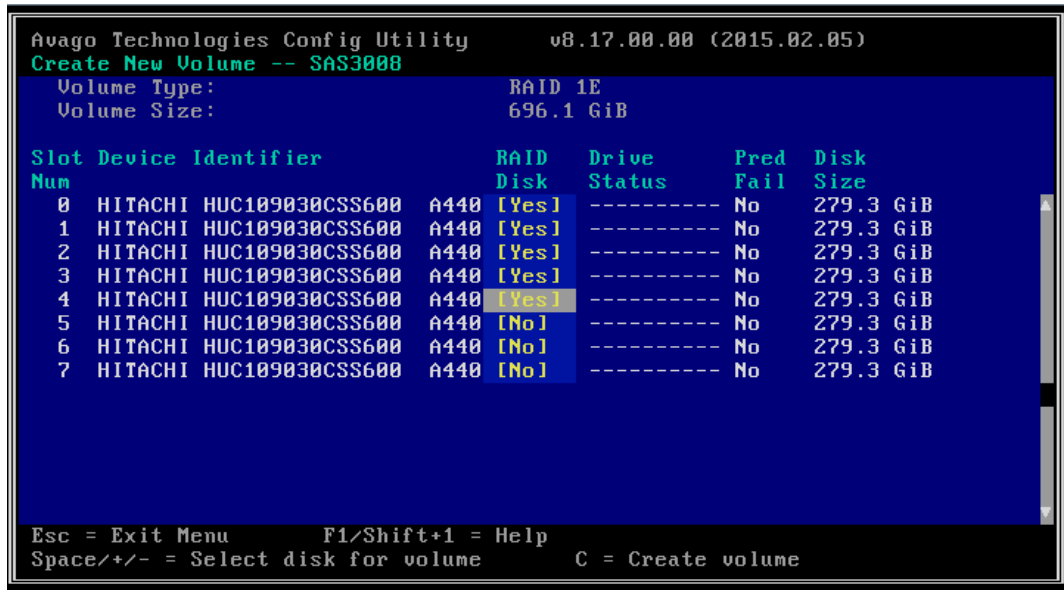 Avago Technologies Config Utility v8.17.00.00 (2015.02.05)
Create New Volume -- SAS3008
Volume Type: RAID 1E
Volume Size: 696.1 GiB
Slot Device Identifier RAID Drive Pred Disk
Num Disk Status Fail Size
0 HITACHI HUC109030CSS600 A440 [Yes] ---------- No 279.3 GiB
1 HITACHI HUC109030CSS600 A440 [Yes] ---------- No 279.3 GiB
2 HITACHI HUC109030CSS600 A440 [Yes] ---------- No 279.3 GiB
3 HITACHI HUC109030CSS600 A440 [Yes] ---------- No 279.3 GiB
4 HITACHI HUC109030CSS600 A440 [Yes] ---------- No 279.3 GiB
5 HITACHI HUC109030CSS600 A440 [No] ---------- No 279.3 GiB
6 HITACHI HUC109030CSS600 A440 [No] ---------- No 279.3 GiB
7 HITACHI HUC109030CSS600 A440 [No] ---------- No 279.3 GiB
Esc = Exit Menu F1/Shift+1 = Help
Space/+/- = Select disk for volume C = Create volume